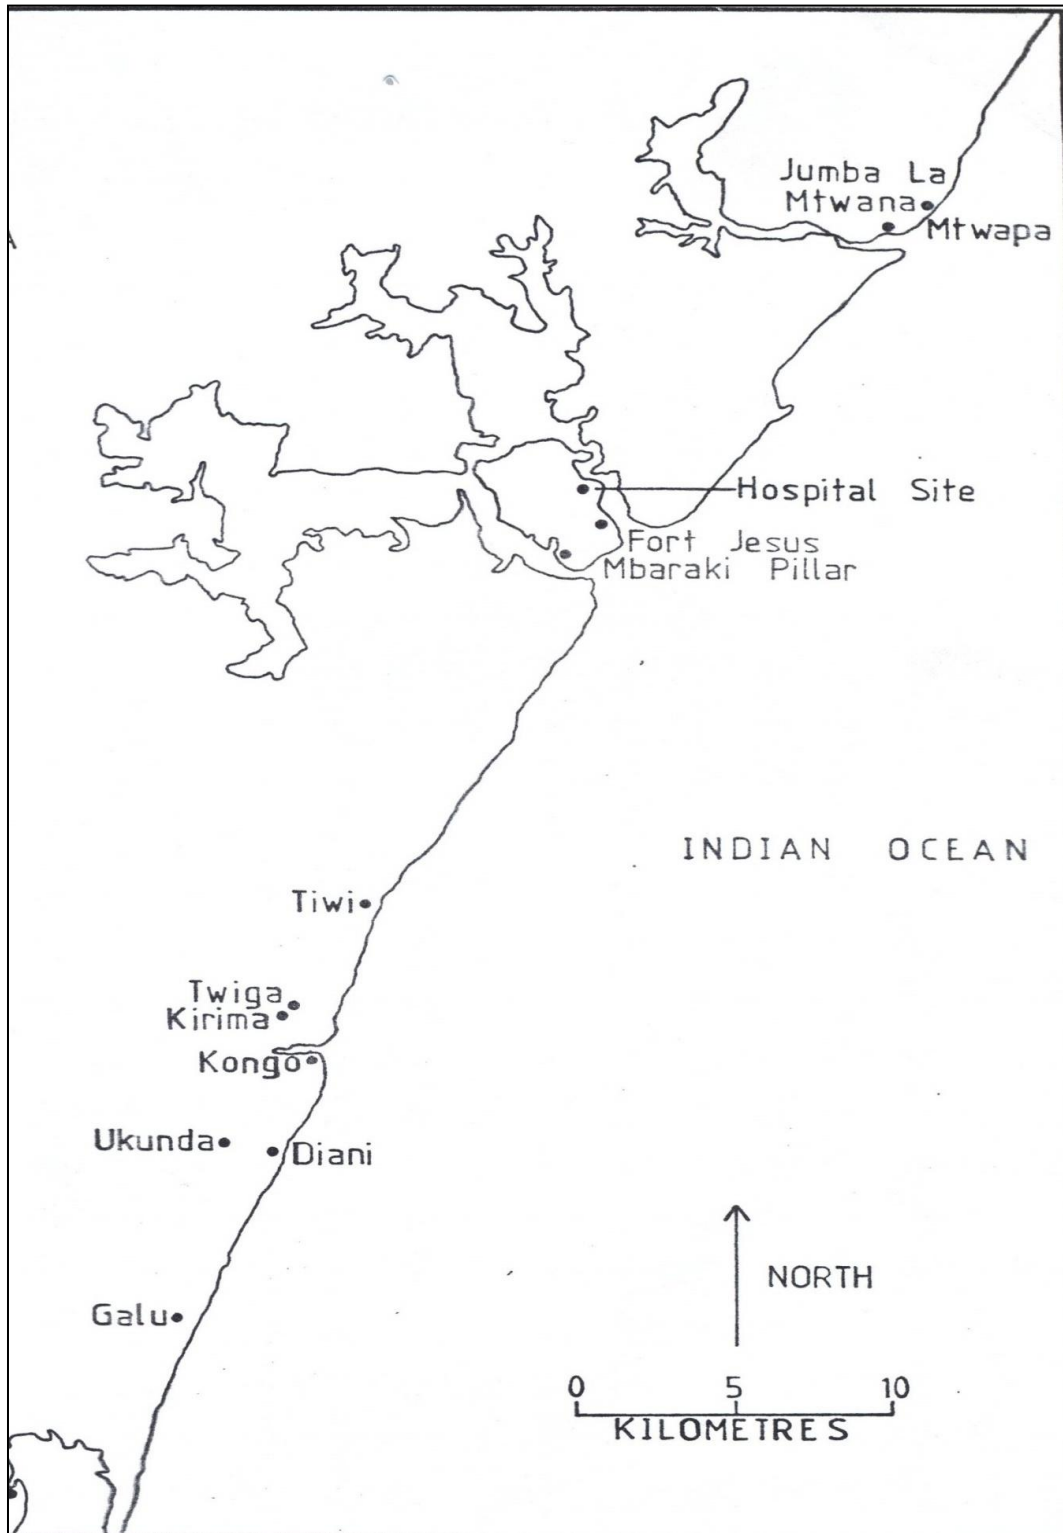 Jumba La
Mtwana
Mtwapa
Hospital Site
Fort Jesus
Mbaraki Pillar
INDIAN OCEAN
Tiwi
Twiga
Kirima
Kongo
Ukunda
Diani
Galu
NORTH
0 5 10
KILOMETRES